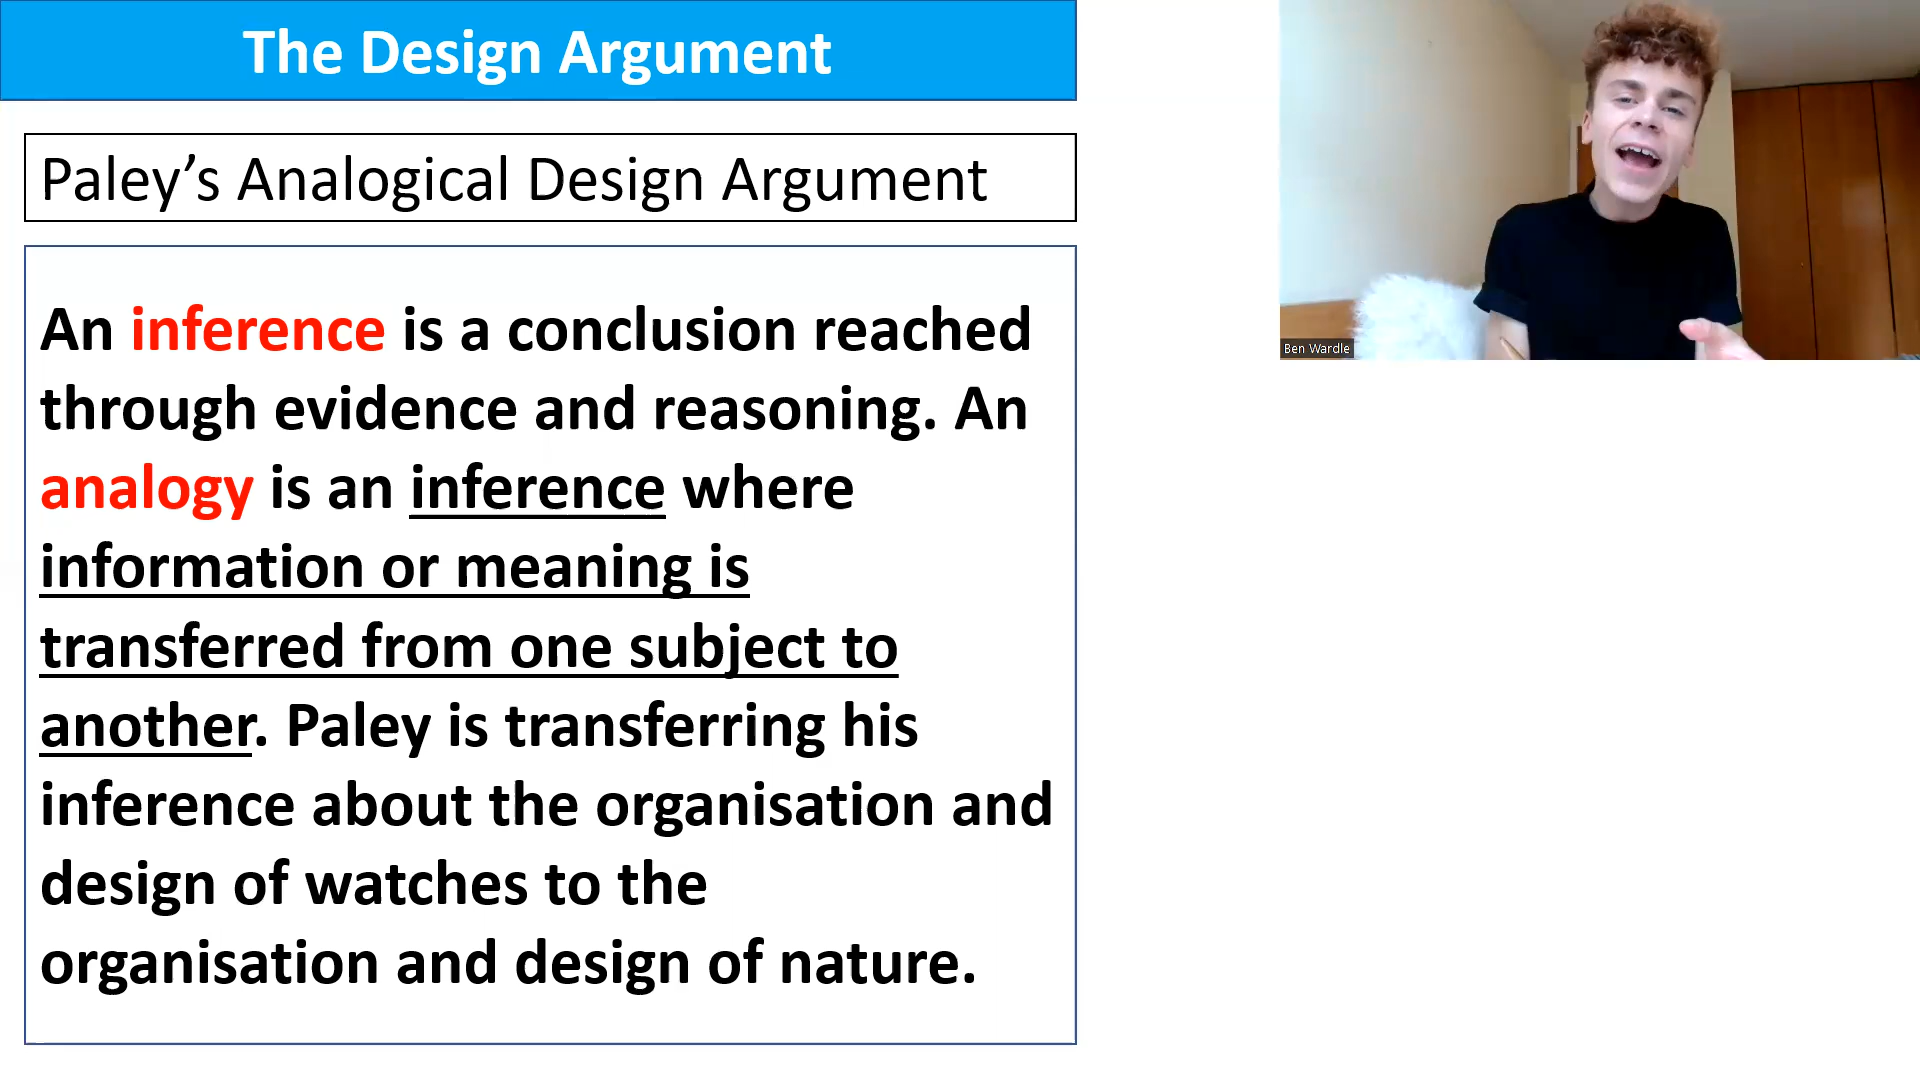 The Design Argument
Paley’s Analogical Design Argument
An inference is a conclusion reached
through evidence and reasoning. An
analogy is an inference where
information or meaning is
transferred from one subject to
another. Paley is transferring his
inference about the organisation and
design of watches to the
organisation and design of nature.
Ben Wardle